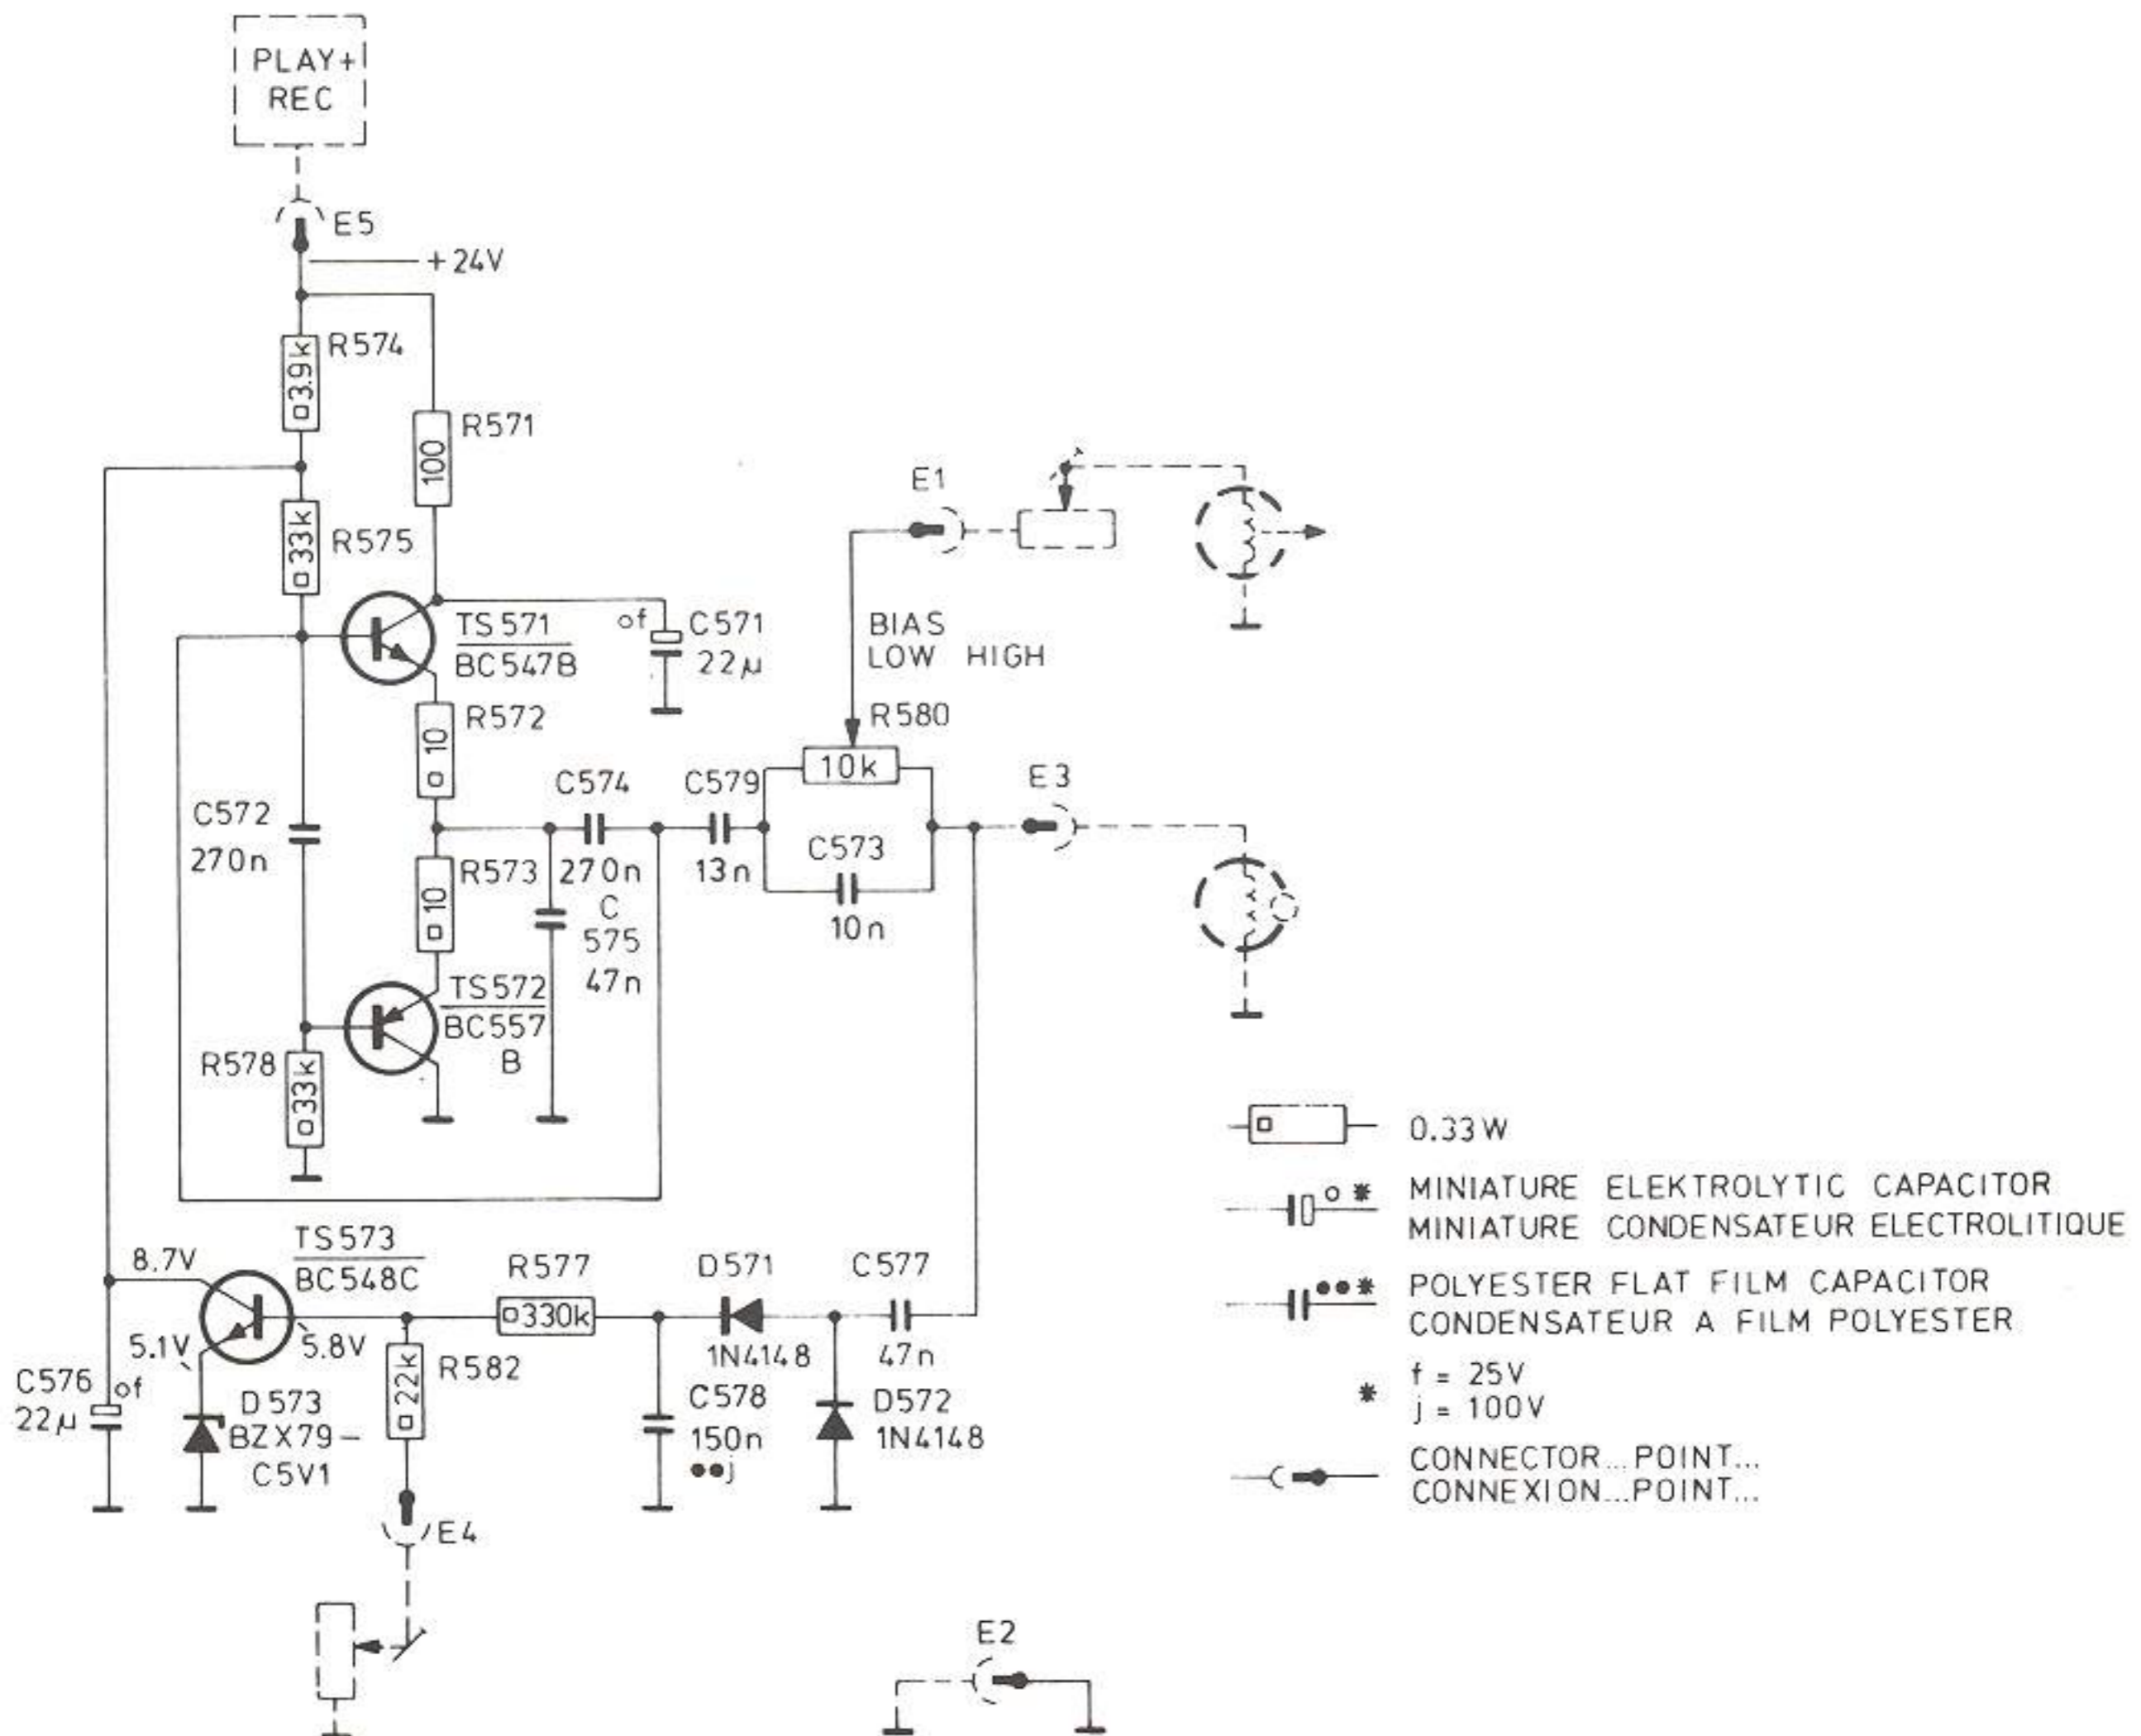 PLAY+
REC
E5
+24V
R574
3.9k
R571
100
R575
33k
E1
TS571
BC547B
of
C571
22µ
BIAS
LOW HIGH
R572
10
R580
10k
C574
270n
C579
13n
E3
C572
270n
R573
10
C573
10n
C
575
47n
TS572
BC557
B
R578
33k
0.33W
MINIATURE ELEKTROLYTIC CAPACITOR
MINIATURE CONDENSATEUR ELECTROLITIQUE
POLYESTER FLAT FILM CAPACITOR
CONDENSATEUR A FILM POLYESTER
f = 25V
j = 100V
CONNECTOR...POINT...
CONNEXION...POINT...
8.7V
TS573
BC548C
R577
330k
D571
1N4148
C577
47n
5.1V
5.8V
R582
22k
C576
22µ
of
D573
BZX79-
C5V1
C578
150n
j
D572
1N4148
E4
E2